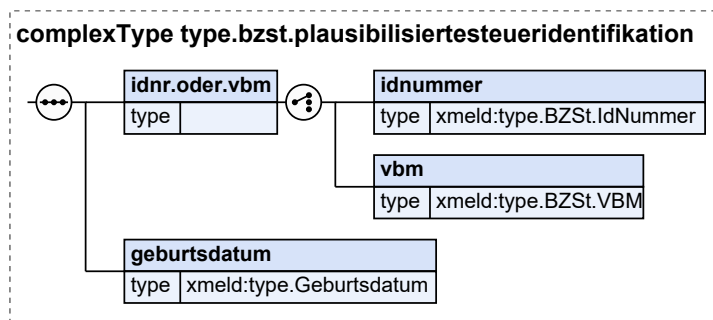 complexType type.bzst.plausibilisiertesteueridentifikation
idnr.oder.vbm
type
idnummer
type xmeld:type.BZSt.IdNummer
vbm
type xmeld:type.BZSt.VBM
geburtsdatum
type xmeld:type.Geburtsdatum